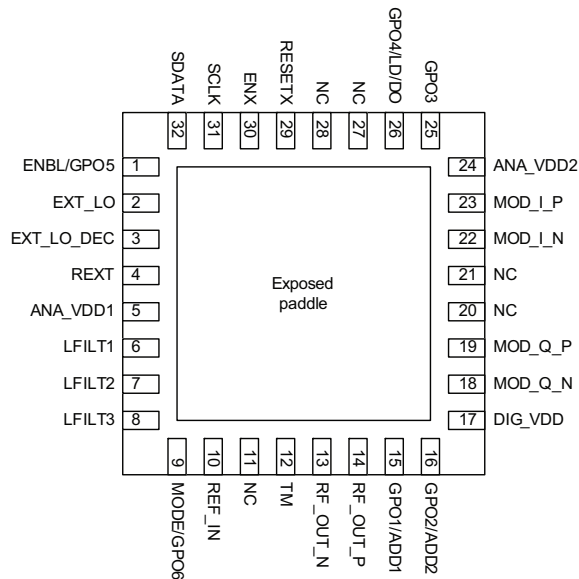 SDATA
SCLK
ENX
RESETX
NC
NC
GPO4/LD/DO
GPO3
32
31
30
29
28
27
26
25
ENBL/GPO5 1
EXT_LO 2
EXT_LO_DEC 3
REXT 4
ANA_VDD1 5
LFILT1 6
LFILT2 7
LFILT3 8
Exposed
paddle
24 ANA_VDD2
23 MOD_I_P
22 MOD_I_N
21 NC
20 NC
19 MOD_Q_P
18 MOD_Q_N
17 DIG_VDD
9
10
11
12
13
14
15
16
MODE/GPO6
REF_IN
NC
TM
RF_OUT_N
RF_OUT_P
GPO1/ADD1
GPO2/ADD2